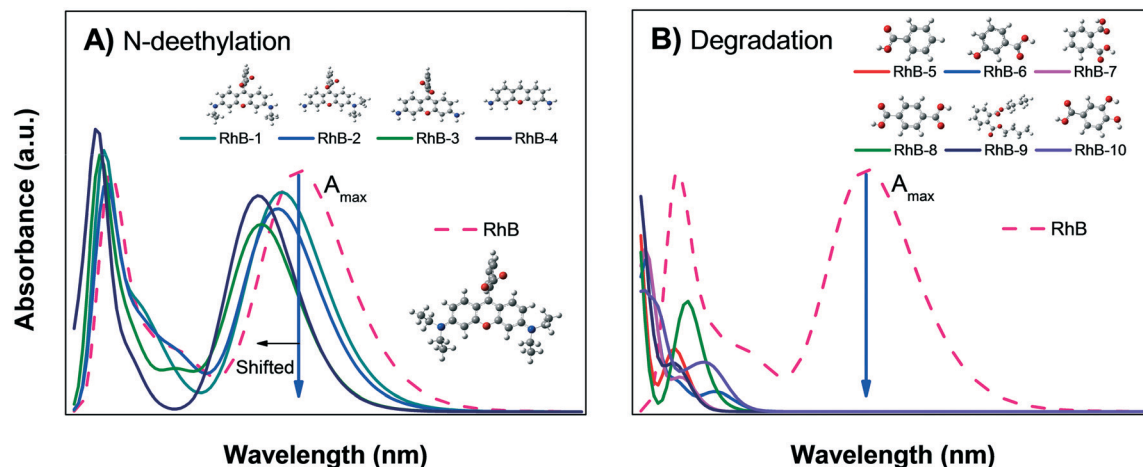 Absorbance (a.u.)
A) N-deethylation
RhB-1 RhB-2 RhB-3 RhB-4
A max
RhB
Shifted
Wavelength (nm)
B) Degradation
RhB-5 RhB-6 RhB-7
RhB-8 RhB-9 RhB-10
A max
RhB
Wavelength (nm)